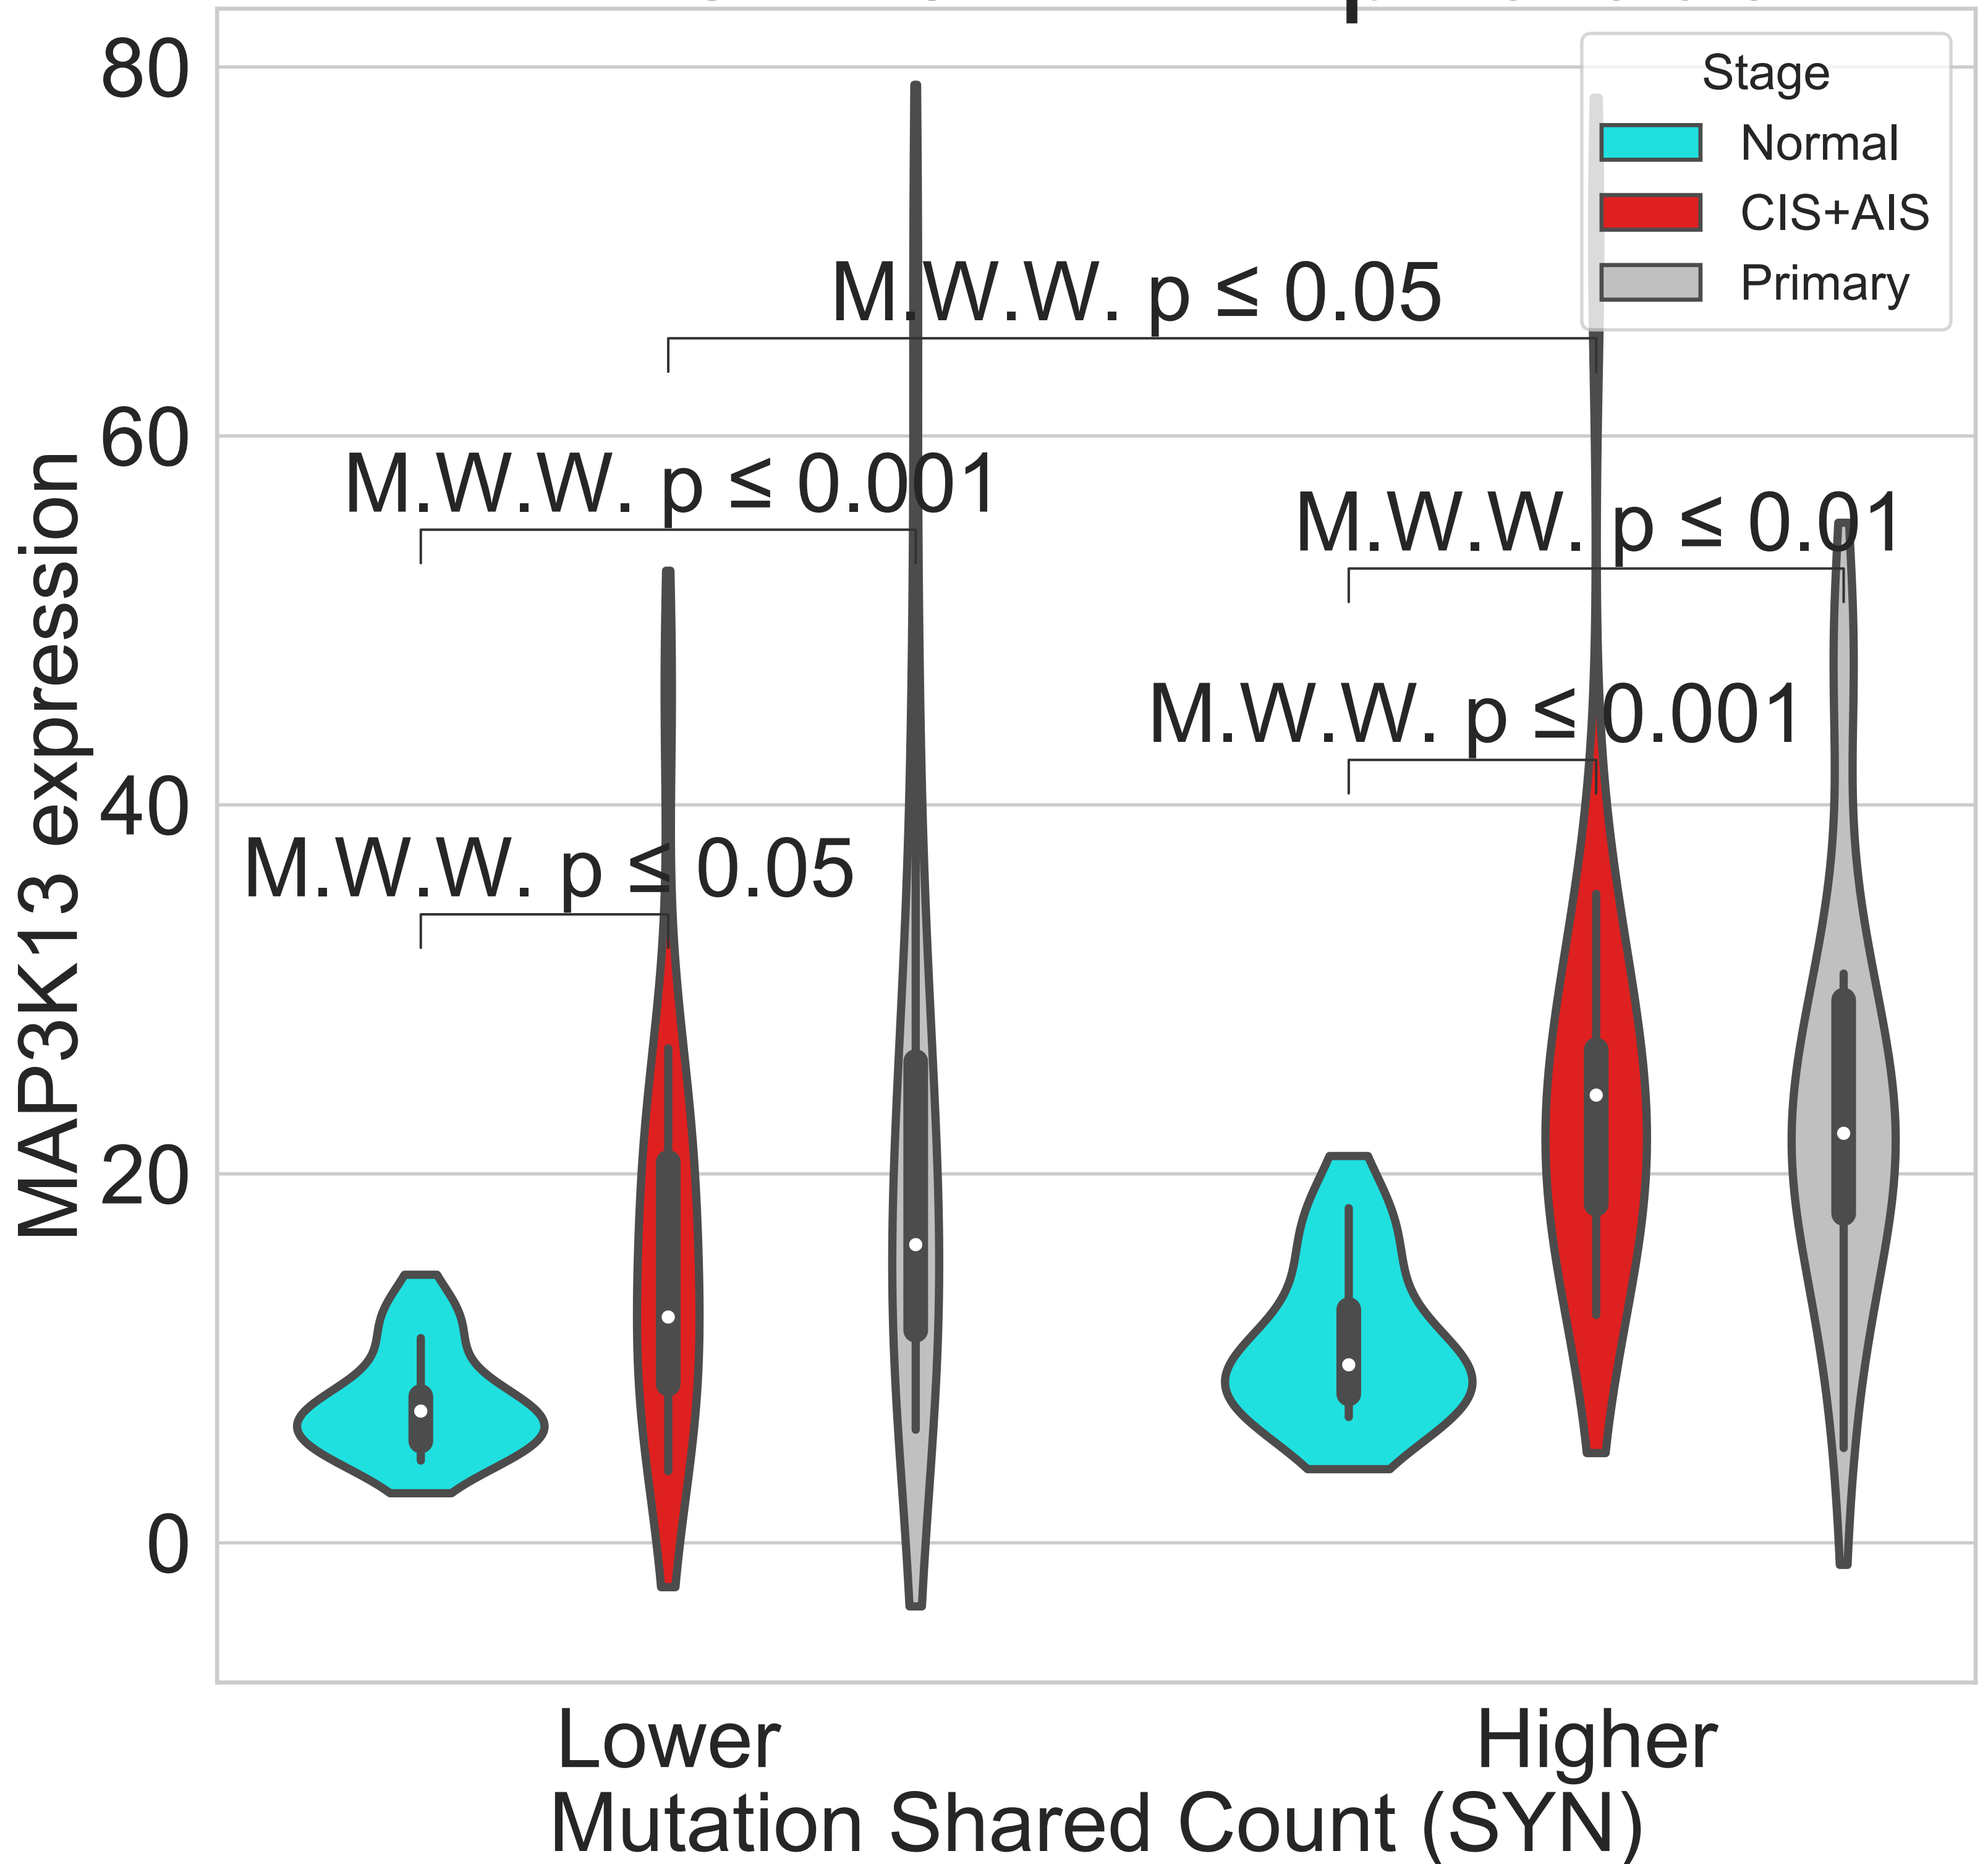 80
60
40
20
0
MAP3K13 expression
Stage
Normal
CIS+AIS
Primary
M.W.W. p ≤ 0.05
M.W.W. p ≤ 0.001
M.W.W. p ≤ 0.01
M.W.W. p ≤ 0.001
M.W.W. p ≤ 0.05
Lower
Higher
Mutation Shared Count (SYN)